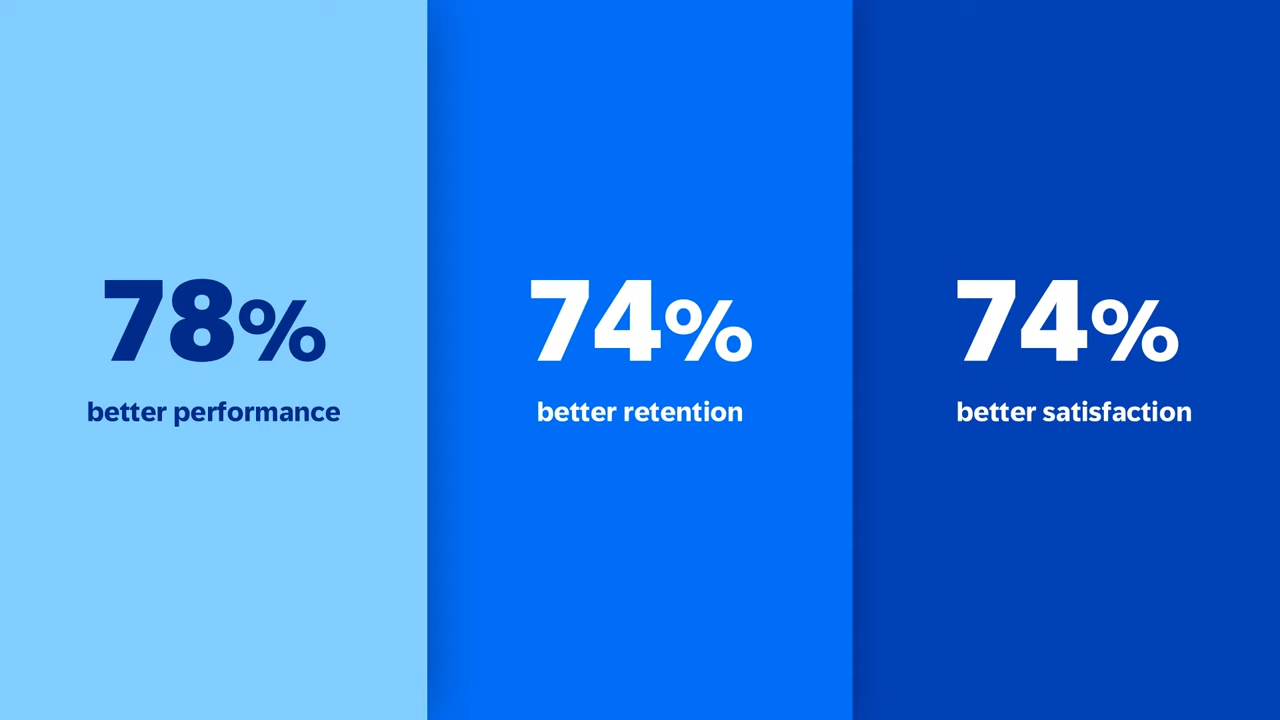 78%
better performance
74%
better retention
74%
better satisfaction